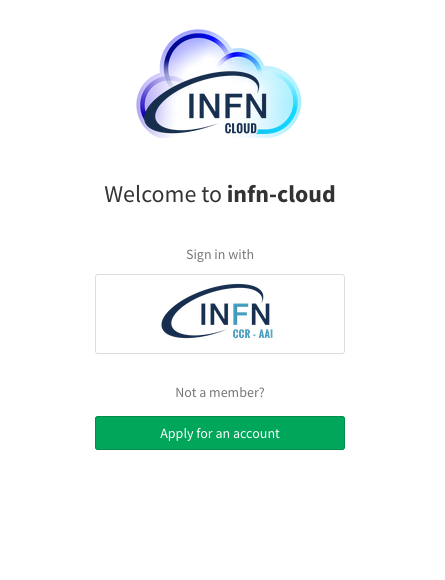 INFN
CLOUD
Welcome to infn-cloud
Sign in with
INFN
CCR - AAI
Not a member?
Apply for an account